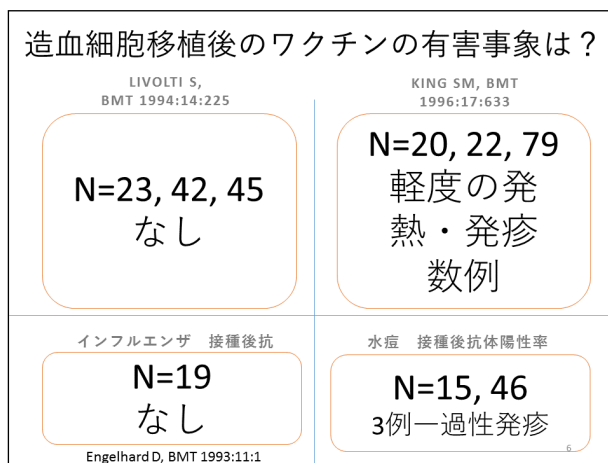 造血細胞移植後のワクチンの有害事象は？
LIVOLTI S,
BMT 1994:14:225
N=23, 42, 45
なし
KING SM, BMT
1996:17:633
N=20, 22, 79
軽度の発
熱・発疹
数例
インフルエンザ　接種後抗
N=19
なし
Engelhard D, BMT 1993:11:1
水痘　接種後抗体陽性率
N=15, 46
3例一過性発疹
6